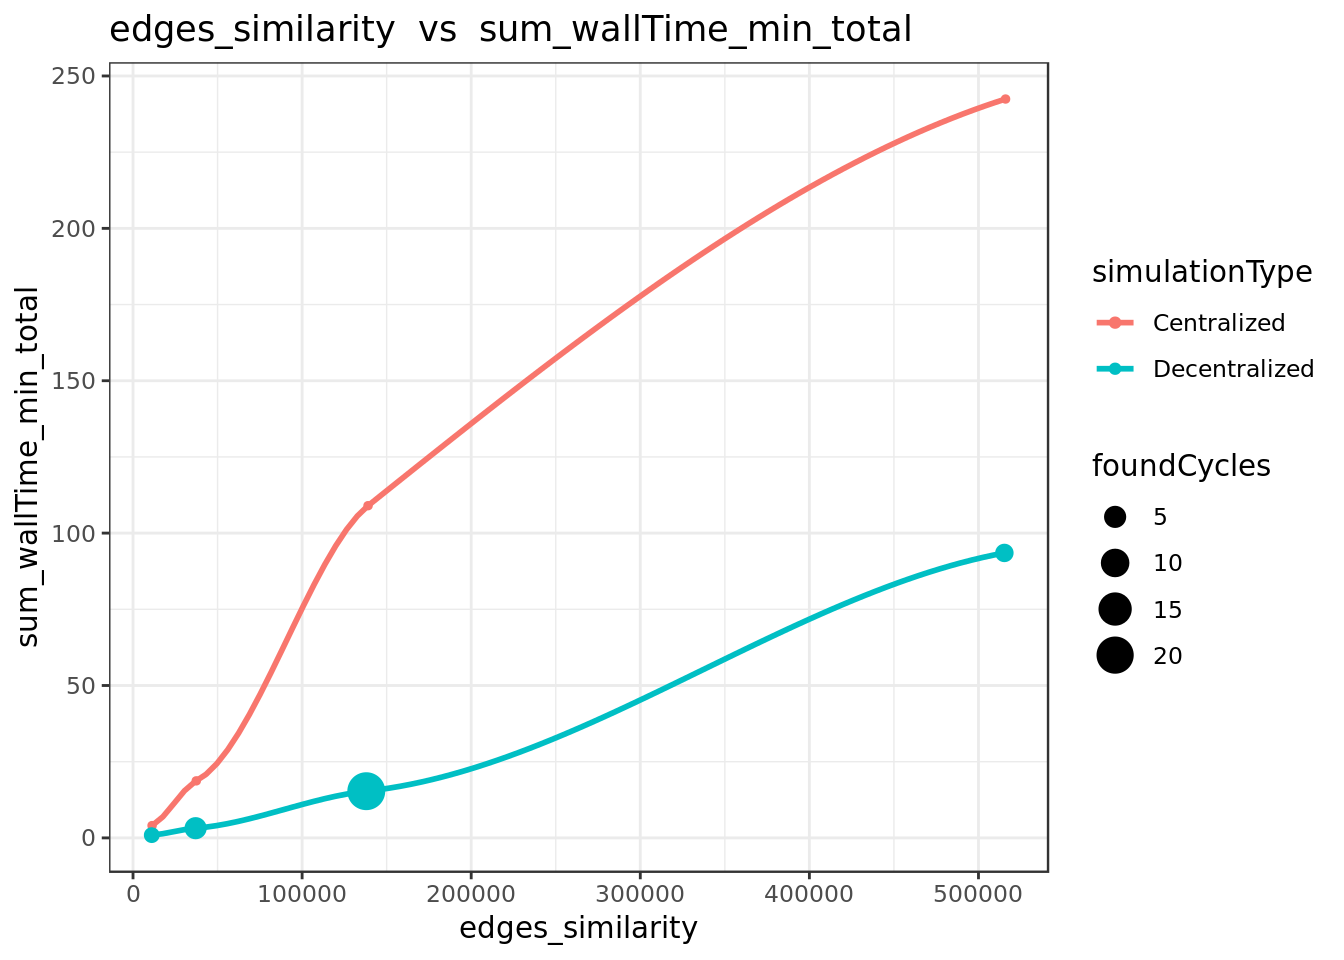 edges_similarity  vs  sum_wallTime_min_total
sum_wallTime_min_total
250
200
150
100
50
0
0
100000
200000
300000
400000
500000
edges_similarity
simulationType
Centralized
Decentralized
foundCycles
5
10
15
20